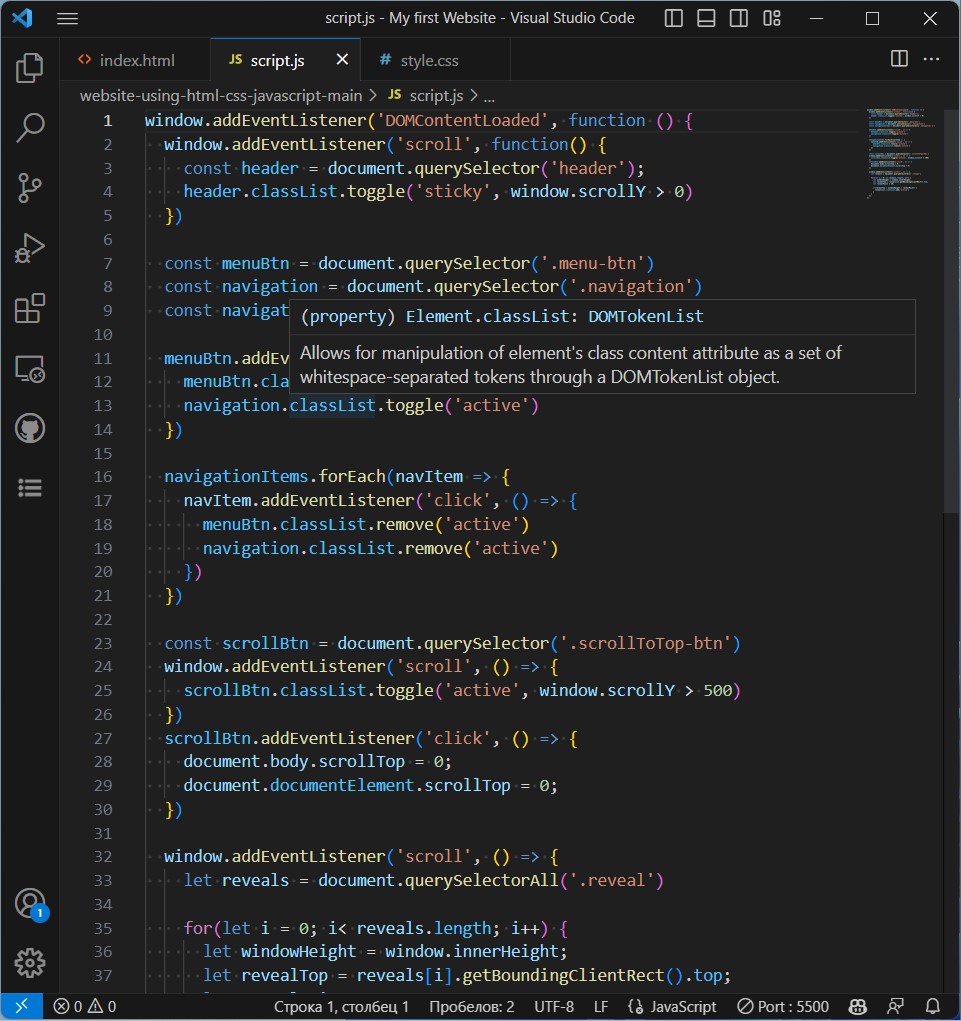 script.js - My first Website - Visual Studio Code
index.html
JS script.js
# style.css
website-using-html-css-javascript-main > JS script.js > ...
1 window.addEventListener('DOMContentLoaded', function () {
2 window.addEventListener('scroll', function() {
3 const header = document.querySelector('header');
4 header.classList.toggle('sticky', window.scrollY > 0)
5 })
6
7 const menuBtn = document.querySelector('.menu-btn')
8 const navigation = document.querySelector('.navigation')
9 const navigat
(property) Element.classList: DOMTokenList
10
Allows for manipulation of element's class content attribute as a set of
whitespace-separated tokens through a DOMTokenList object.
11 menuBtn.addEv
12 menuBtn.cla
13 navigation.classList.toggle('active')
14 })
15
16 navigationItems.forEach(navItem => {
17 navItem.addEventListener('click', () => {
18 menuBtn.classList.remove('active')
19 navigation.classList.remove('active')
20 })
21 })
22
23 const scrollBtn = document.querySelector('.scrollToTop-btn')
24 window.addEventListener('scroll', () => {
25 scrollBtn.classList.toggle('active', window.scrollY > 500)
26 })
27 scrollBtn.addEventListener('click', () => {
28 document.body.scrollTop = 0;
29 document.documentElement.scrollTop = 0;
30 })
31
32 window.addEventListener('scroll', () => {
33 let reveals = document.querySelectorAll('.reveal')
34
35 for(let i = 0; i< reveals.length; i++) {
36 let windowHeight = window.innerHeight;
37 let revealTop = reveals[i].getBoundingClientRect().top;
1
0 0 Строка 1, столбец 1 Пробелов: 2 UTF-8 LF {} JavaScript Port : 5500